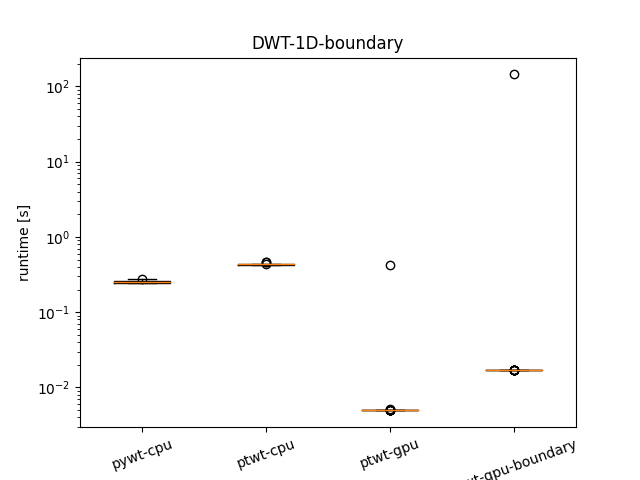 DWT-1D-boundary
runtime [s]
10²
10¹
10⁰
10⁻¹
10⁻²
pywt-cpu
ptwt-cpu
ptwt-gpu
wt-gpu-boundary